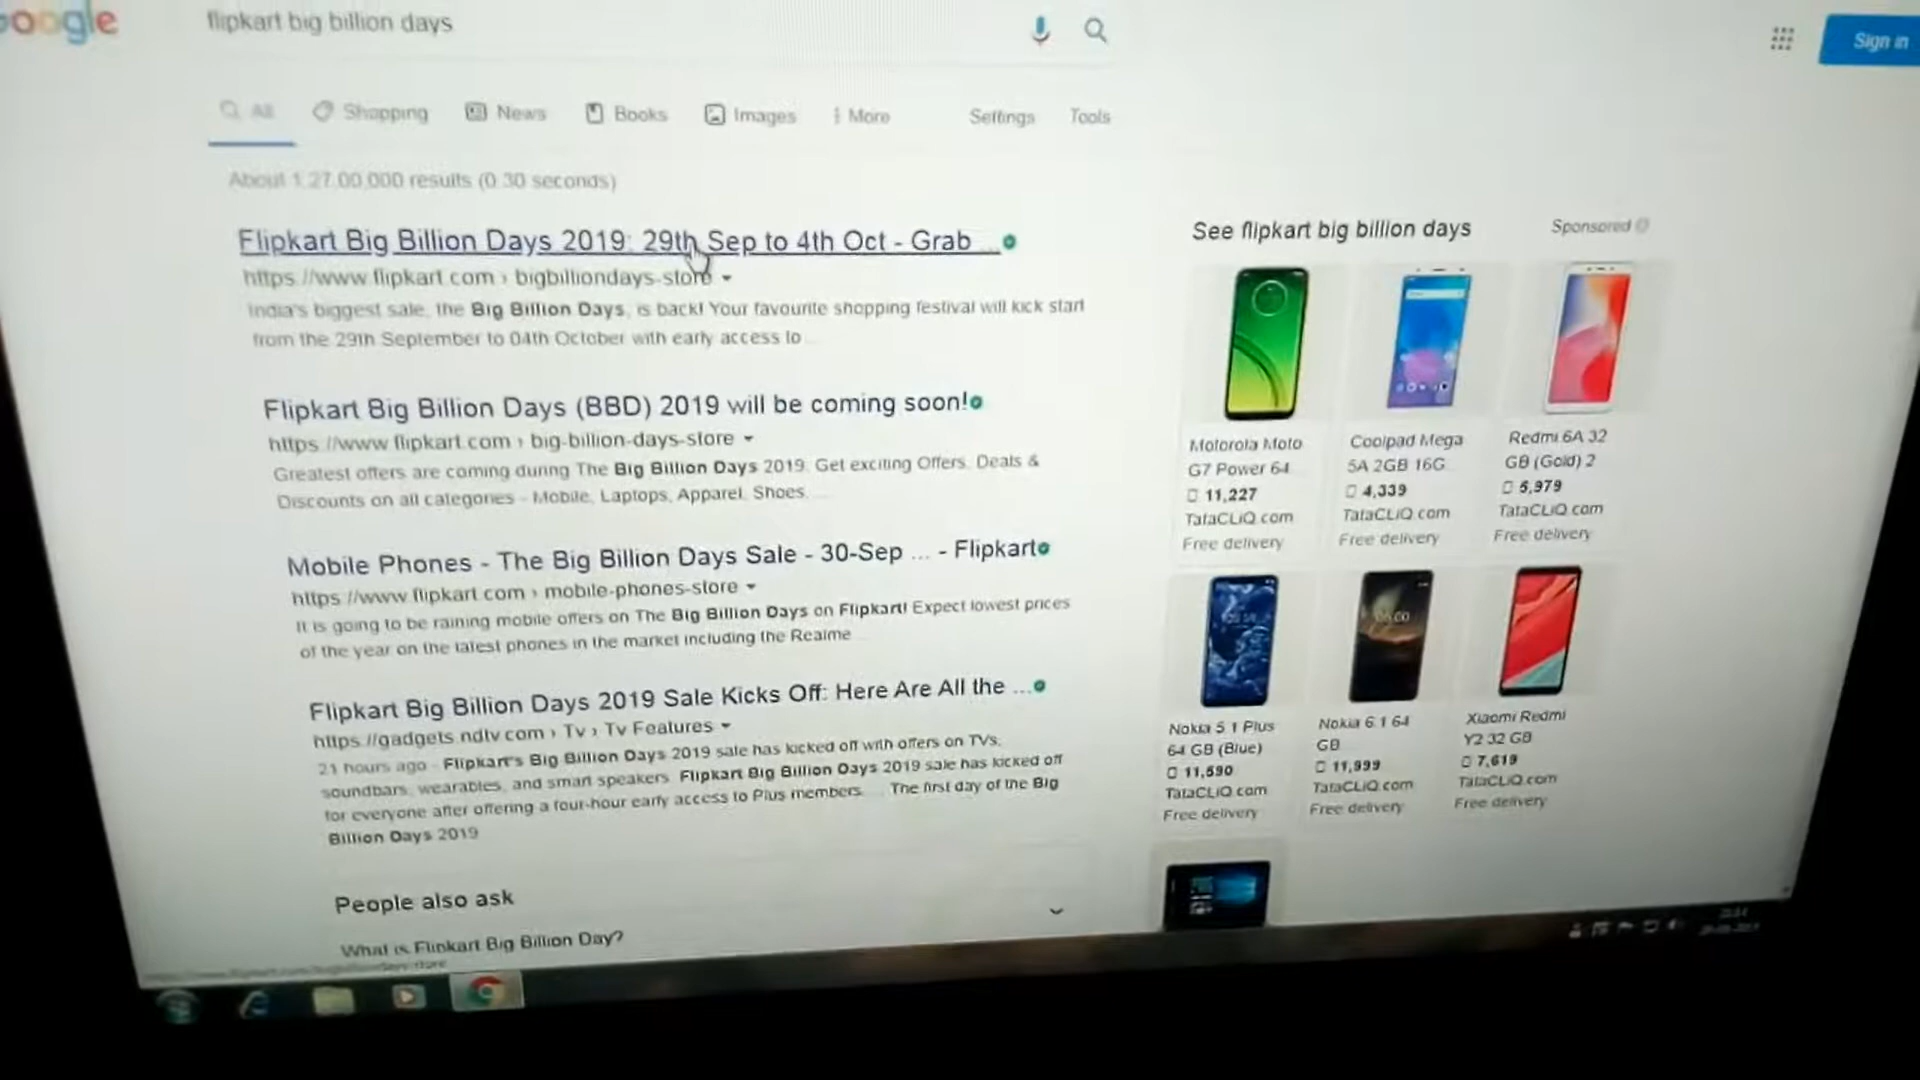 Google
flipkart big billion days
Sign in
All Shopping News Books Images More Settings Tools
About 1,27,00,000 results (0.30 seconds)
Flipkart Big Billion Days 2019: 29th Sep to 4th Oct - Grab ...
https://www.flipkart.com › bigbilliondays-store
India's biggest sale, the Big Billion Days, is back! Your favourite shopping festival will kick start
from the 29th September to 04th October with early access to ...
Flipkart Big Billion Days (BBD) 2019 will be coming soon!
https://www.flipkart.com › big-billion-days-store
Greatest offers are coming during The Big Billion Days 2019. Get exciting Offers, Deals &
Discounts on all categories - Mobile, Laptops, Apparel, Shoes, ...
Mobile Phones - The Big Billion Days Sale - 30-Sep ... - Flipkart
https://www.flipkart.com › mobile-phones-store
It is going to be raining mobile offers on The Big Billion Days on Flipkart! Expect lowest prices
of the year on the latest phones in the market including the Realme ...
Flipkart Big Billion Days 2019 Sale Kicks Off: Here Are All the ...
https://gadgets.ndtv.com › Tv › Tv Features
21 hours ago - Flipkart's Big Billion Days 2019 sale has kicked off with offers on TVs,
soundbars, wearables, and smart speakers. Flipkart Big Billion Days 2019 sale has kicked off
for everyone after offering a four-hour early access to Plus members. ... The first day of the Big
Billion Days 2019
People also ask
What is Flipkart Big Billion Day?
See flipkart big billion days Sponsored
Motorola Moto
G7 Power 64
11,227
TataCLiQ.com
Free delivery
Coolpad Mega
5A 2GB 16G
4,339
TataCLiQ.com
Free delivery
Redmi 6A 32
GB (Gold) 2
5,979
TataCLiQ.com
Free delivery
Nokia 5.1 Plus
64 GB (Blue)
11,590
TataCLiQ.com
Free delivery
Nokia 6.1 64
GB
11,999
TataCLiQ.com
Free delivery
Xiaomi Redmi
Y2 32 GB
7,619
TataCLiQ.com
Free delivery